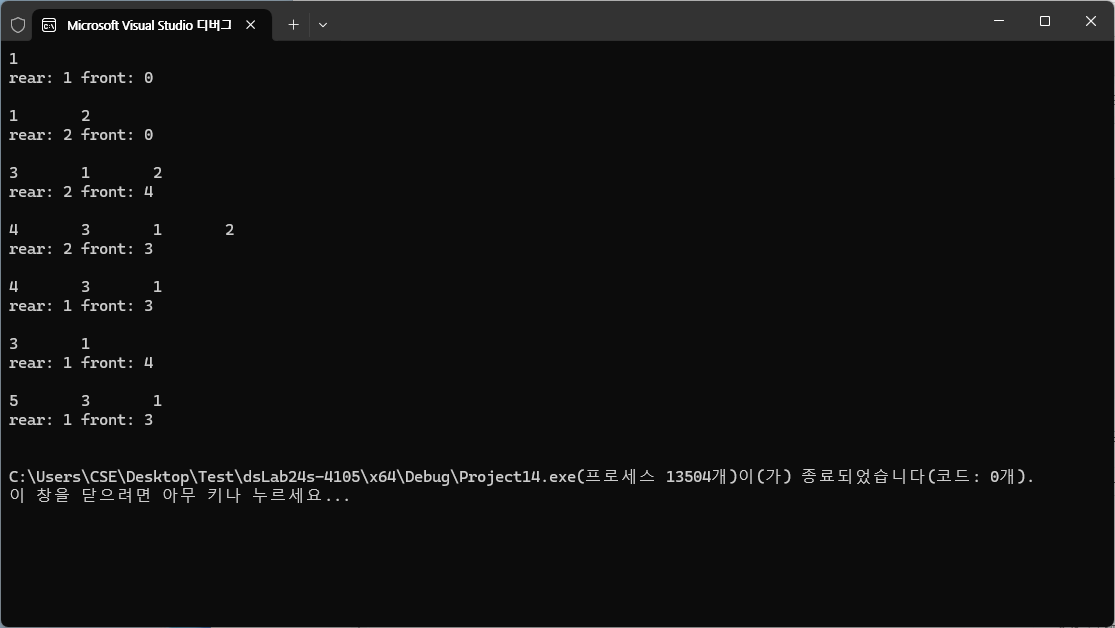 Microsoft Visual Studio 디버그
1
rear: 1 front: 0
1 2
rear: 2 front: 0
3 1 2
rear: 2 front: 4
4 3 1 2
rear: 2 front: 3
4 3 1
rear: 1 front: 3
3 1
rear: 1 front: 4
5 3 1
rear: 1 front: 3
C:\Users\CSE\Desktop\Test\dsLab24s-4105\x64\Debug\Project14.exe(프로세스 13504개)이(가) 종료되었습니다(코드: 0개).
이 창을 닫으려면 아무 키나 누르세요...